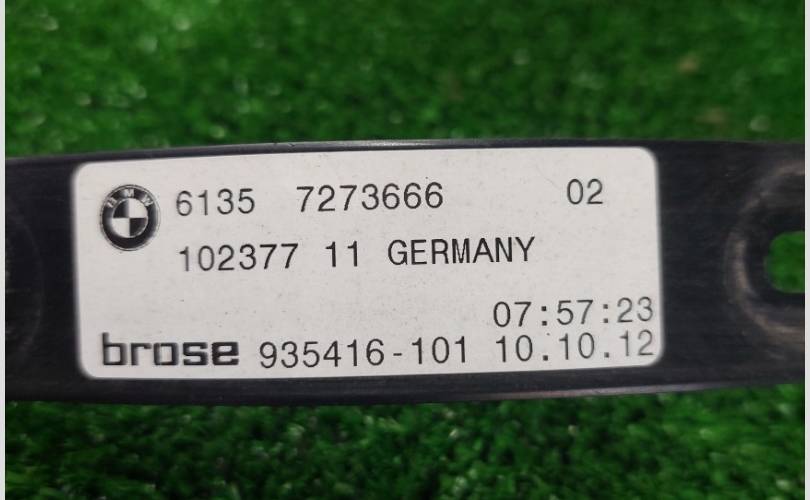 BMW
6135 7273666 02
102377 11 GERMANY
07:57:23
brose 935416-101 10.10.12